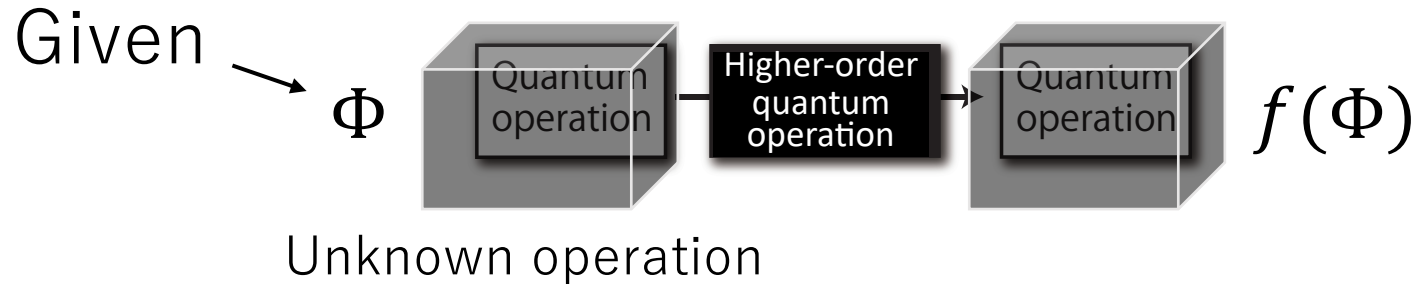 Given
Φ
Quantum
operation
Higher-order
quantum
operation
Quantum
operation
f(Φ)
Unknown operation